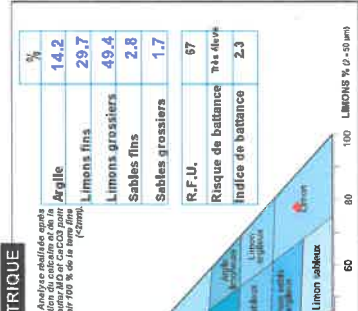 TRIQUE
Analyse réalisée après
tion du calcaire et de la
outer MO et CaCO3 pour
ir 100 % de la terre fine
(<2mm).
%
Argile 14.2
Limons fins 29.7
Limons grossiers 49.4
Sables fins 2.8
Sables grossiers 1.7
R.F.U. 67
Risque de battance Très élevé
Indice de battance 2.3
Limon
Limon sableux
60 80 100
LIMONS % (2 - 50 µm)